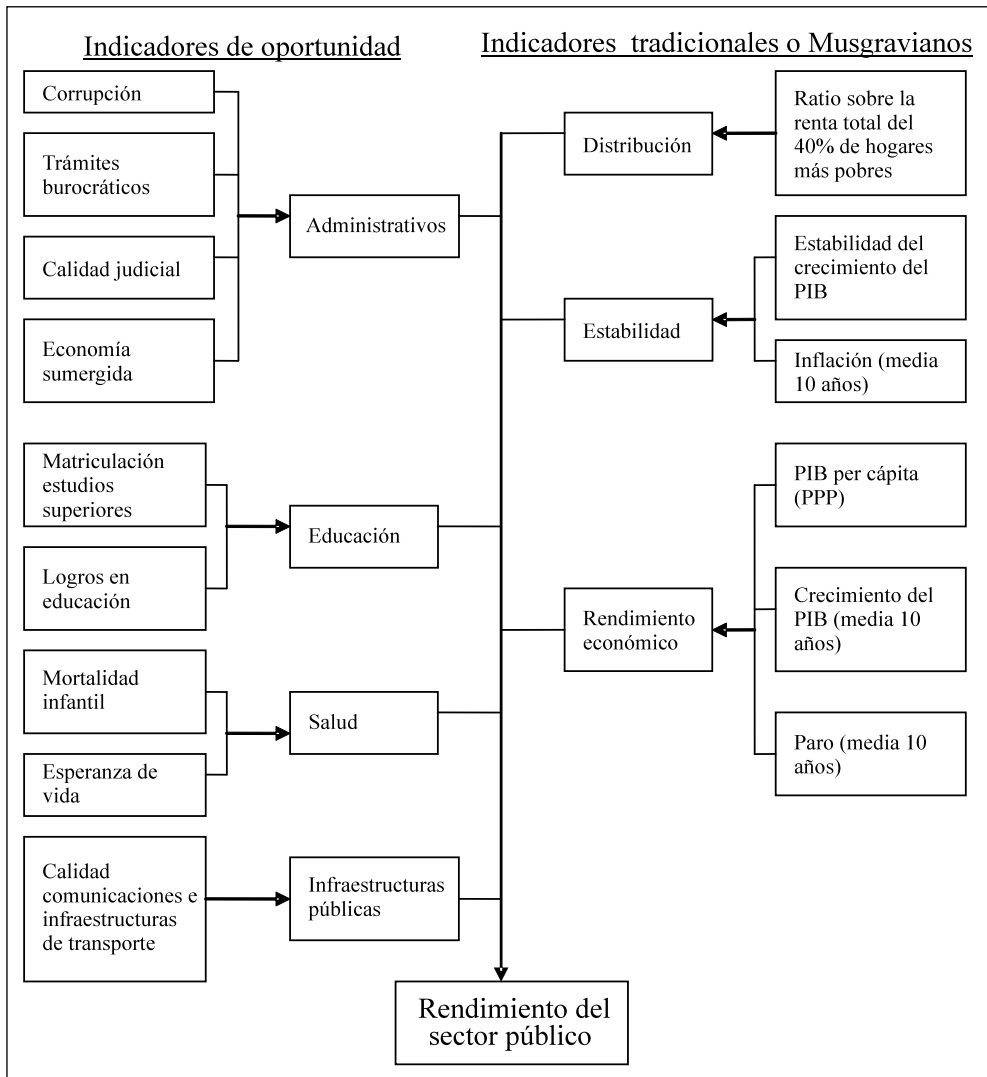 Indicadores de oportunidad
Corrupción
Trámites
burocráticos
Calidad judicial
Economía
sumergida
Administrativos
Matriculación
estudios
superiores
Logros en
educación
Educación
Mortalidad
infantil
Esperanza de
vida
Salud
Calidad
comunicaciones e
infraestructuras
de transporte
Infraestructuras
públicas
Indicadores tradicionales o Musgravianos
Distribución
Ratio sobre la
renta total del
40% de hogares
más pobres
Estabilidad
Estabilidad del
crecimiento del
PIB
Inflación (media
10 años)
Rendimiento
económico
PIB per cápita
(PPP)
Crecimiento del
PIB (media 10
años)
Paro (media 10
años)
Rendimiento del
sector público